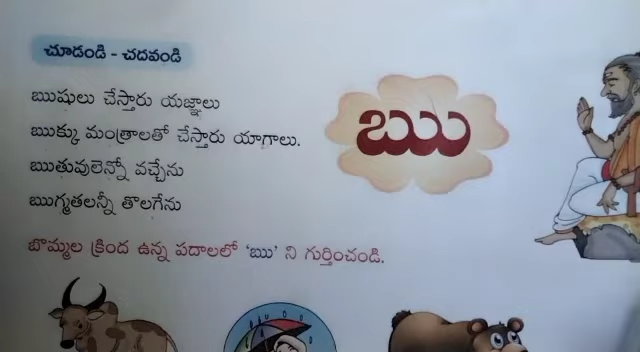 చూడండి - చదవండి
ఋషులు చేస్తారు యజ్ఞాలు
ఋక్కు మంత్రాలతో చేస్తారు యాగాలు.
ఋతువులెన్నో వచ్చేను
ఋగ్మతలన్నీ తొలగేను
ఋ
బొమ్మల క్రింద ఉన్న పదాలలో 'ఋ' ని గుర్తించండి.